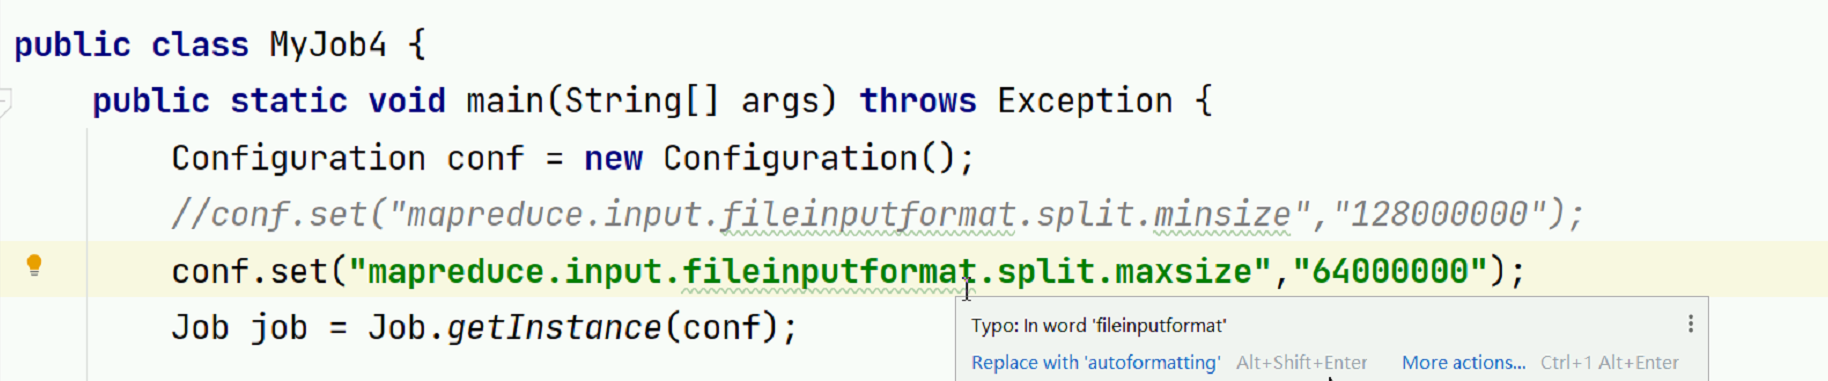 public class MyJob4 {
public static void main(String[] args) throws Exception {
Configuration conf = new Configuration();
//conf.set("mapreduce.input.fileinputformat.split.minsize","128000000");
conf.set("mapreduce.input.fileinputformat.split.maxsize","64000000");
Job job = Job.getInstance(conf);
Typo: In word 'fileinputformat'
Replace with 'autoformatting' Alt+Shift+Enter More actions... Ctrl+1 Alt+Enter